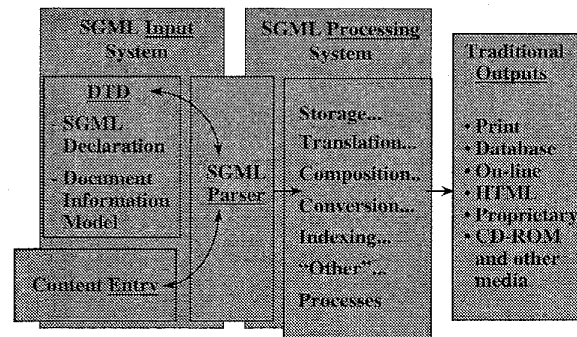 SGML Input
System
DTD
- SGML
Declaration
- Document
Information
Model
Content Entry
SGML
Parser
SGML Processing
System
Storage...
Translation...
Composition..
Conversion...
Indexing...
“Other”...
Processes
Traditional
Outputs
• Print
• Database
• On-line
• HTML
• Proprietary
• CD-ROM
and other
media